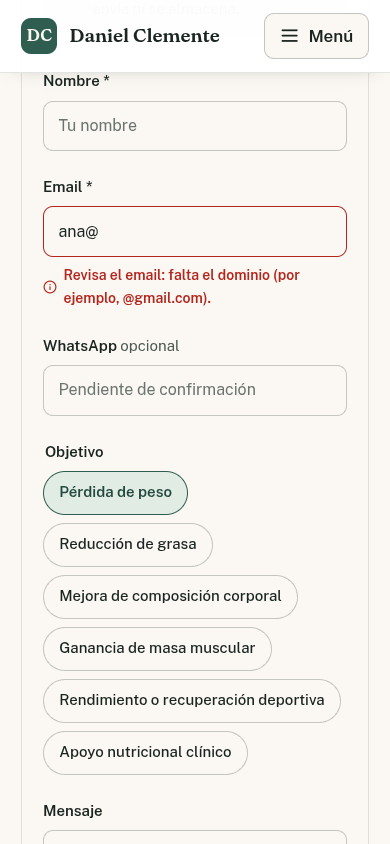 DC Daniel Clemente
Menú
Nombre *
Tu nombre
Email *
ana@
Revisa el email: falta el dominio (por
ejemplo, @gmail.com).
WhatsApp opcional
Pendiente de confirmación
Objetivo
Pérdida de peso
Reducción de grasa
Mejora de composición corporal
Ganancia de masa muscular
Rendimiento o recuperación deportiva
Apoyo nutricional clínico
Mensaje